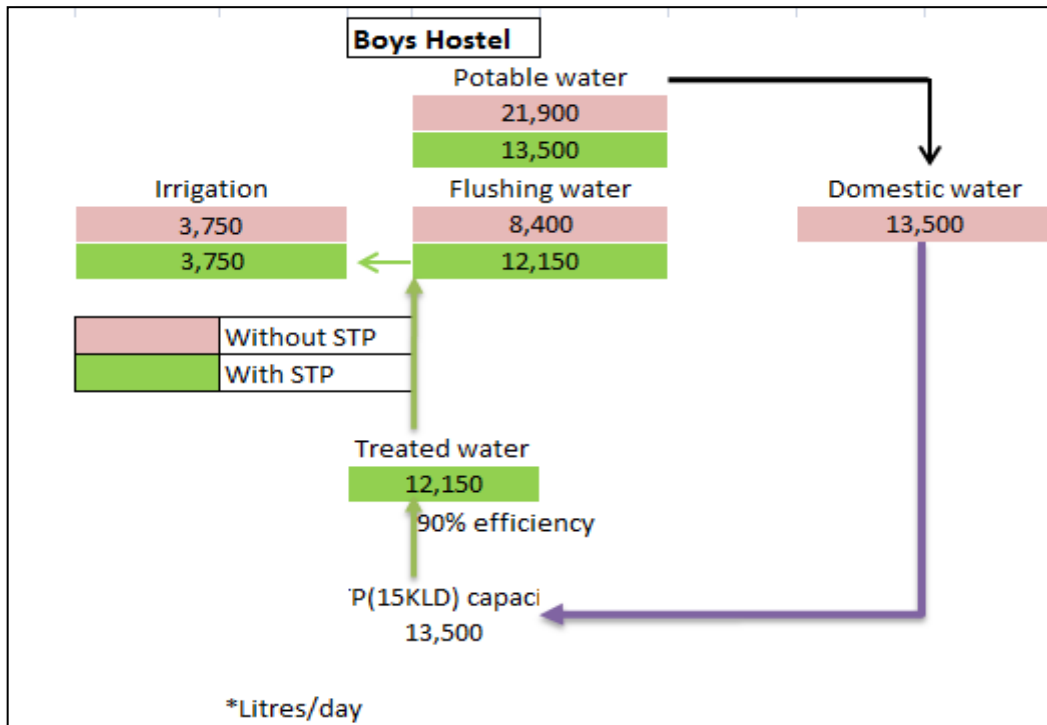 Boys Hostel
Potable water
21,900
13,500
Irrigation
Flushing water
Domestic water
3,750
8,400
13,500
3,750
12,150
Without STP
With STP
Treated water
12,150
90% efficiency
P(15KLD) capaci
13,500
*Litres/day